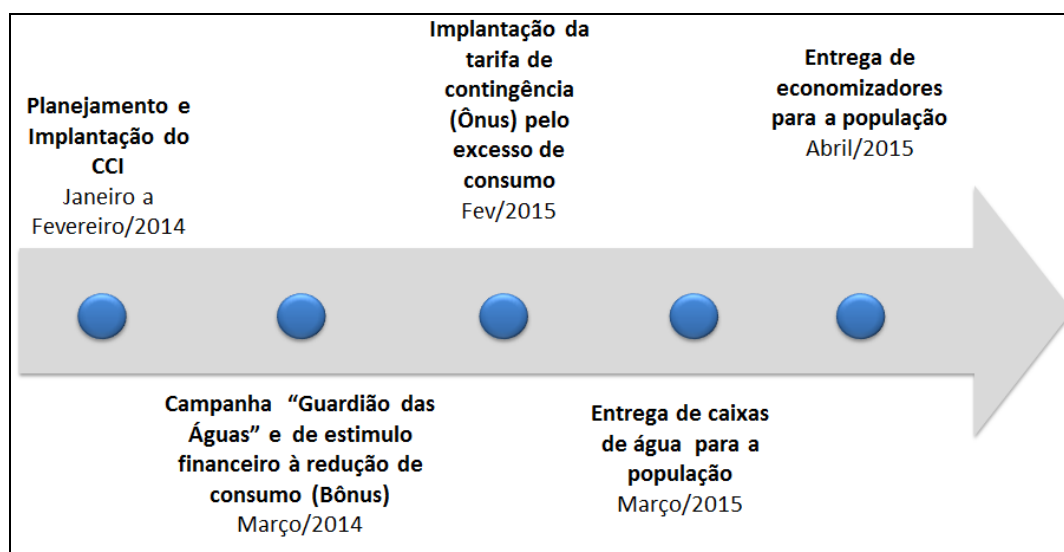 Planejamento e
Implantação do
CCI
Janeiro a
Fevereiro/2014
Campanha “Guardião das
Águas” e de estimulo
financeiro à redução de
consumo (Bônus)
Março/2014
Implantação da
tarifa de
contingência
(Ônus) pelo
excesso de
consumo
Fev/2015
Entrega de caixas
de água para a
população
Março/2015
Entrega de
economizadores
para a população
Abril/2015